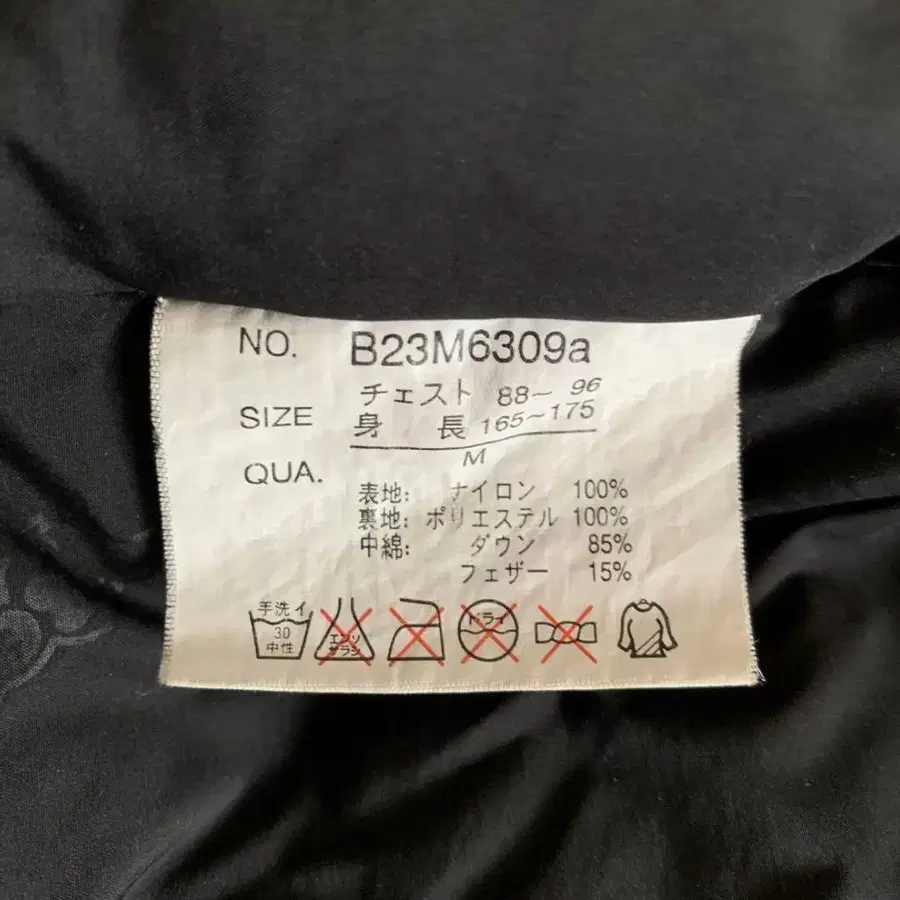 NO. B23M6309a
SIZE チェスト 88~ 96
身 長 165~175
QUA. M
表地: ナイロン 100%
裏地: ポリエステル 100%
中綿: ダウン 85%
フェザー 15%
手洗イ 30 中性 エンソ サラシ ドライ